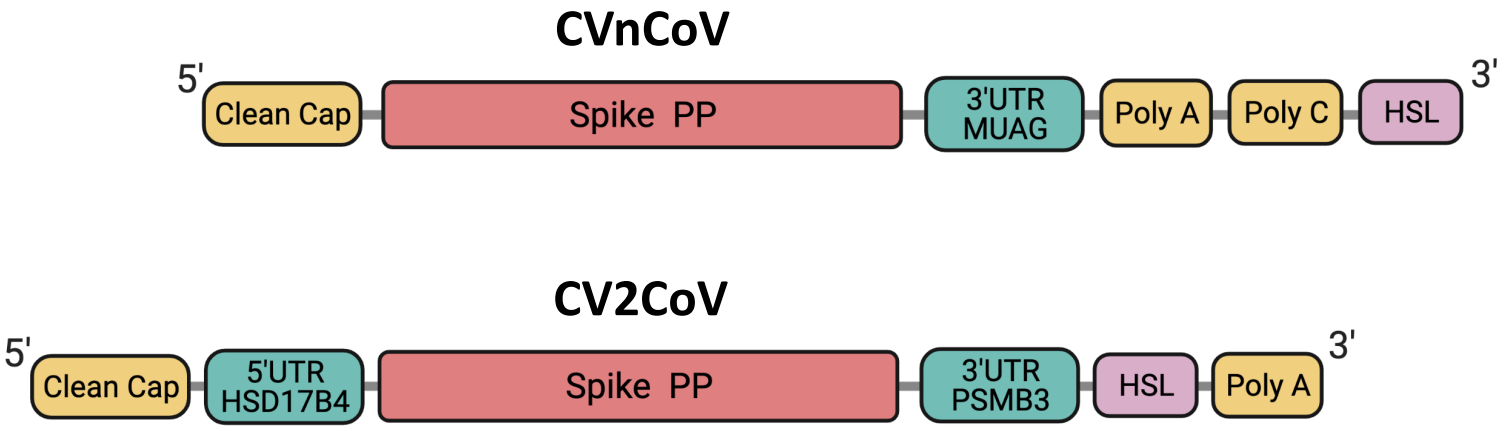 CVnCoV
5' Clean Cap Spike PP 3'UTR MUAG Poly A Poly C HSL 3'
CV2CoV
5' Clean Cap 5'UTR HSD17B4 Spike PP 3'UTR PSMB3 HSL Poly A 3'